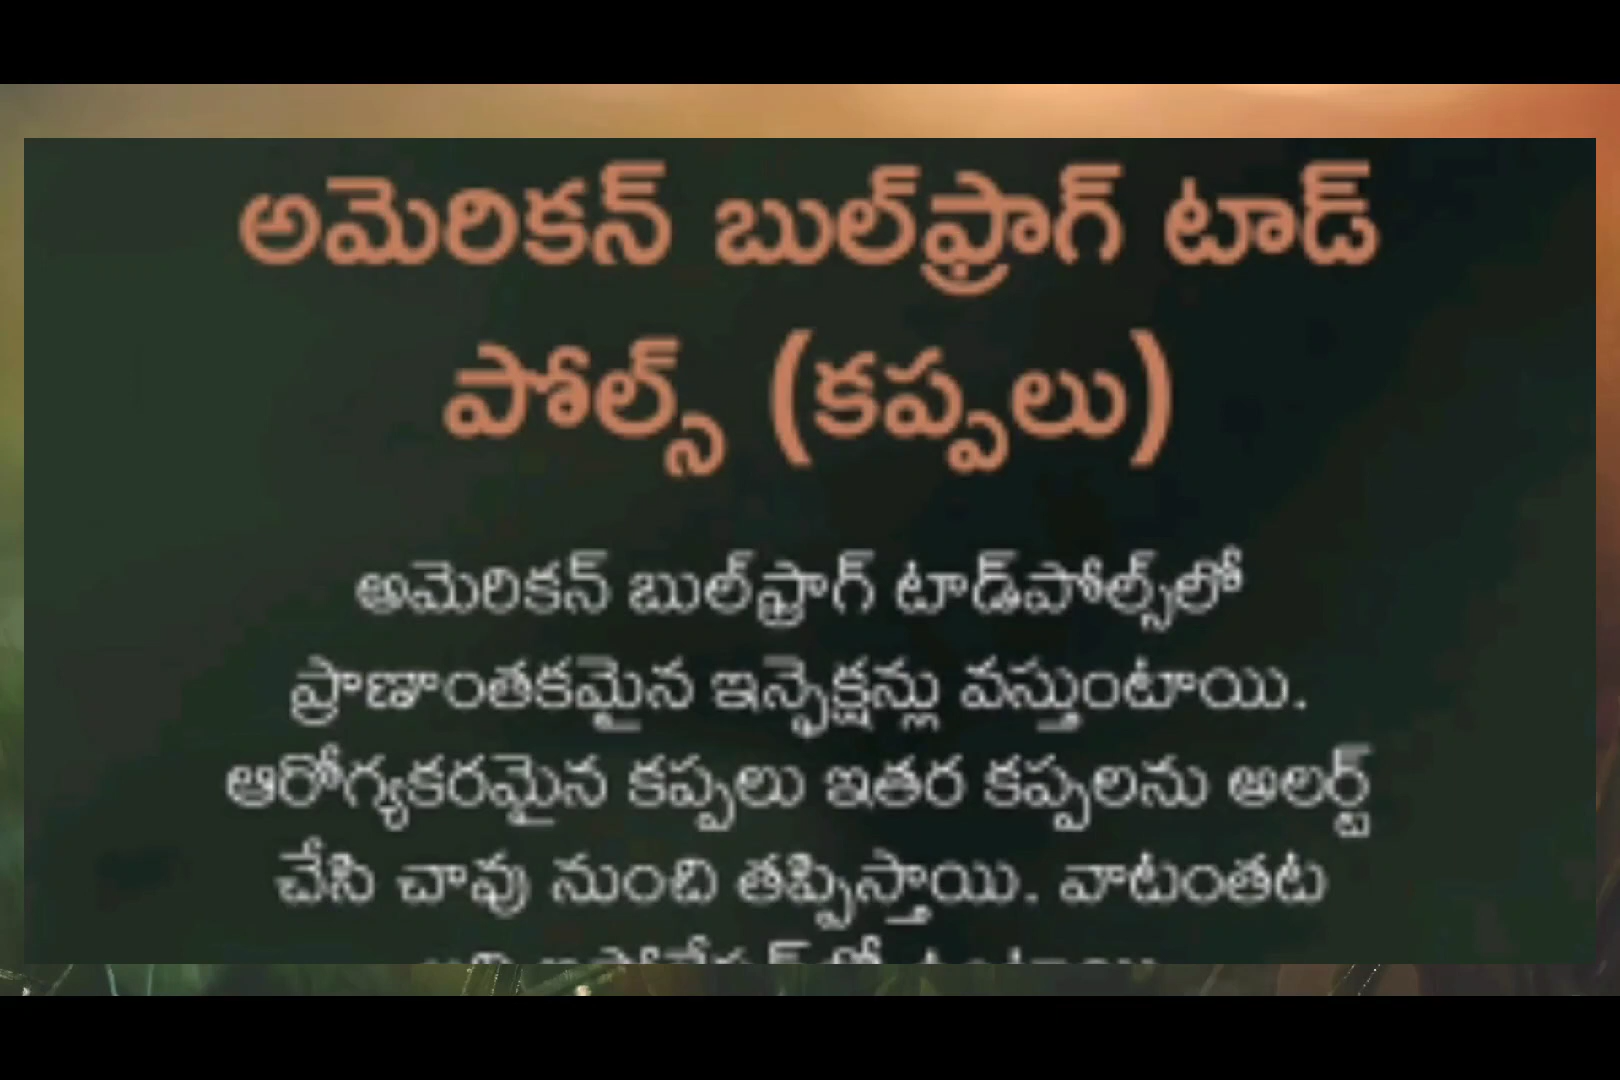 అమెరికన్ బుల్‌ఫ్రాగ్ టాడ్
పోల్స్ (కప్పలు)
అమెరికన్ బుల్‌ఫ్రాగ్ టాడ్‌పోల్స్‌లో
ప్రాణాంతకమైన ఇన్ఫెక్షన్లు వస్తుంటాయి.
ఆరోగ్యకరమైన కప్పలు ఇతర కప్పలను అలర్ట్
చేసి చావు నుంచి తప్పిస్తాయి. వాటంతట